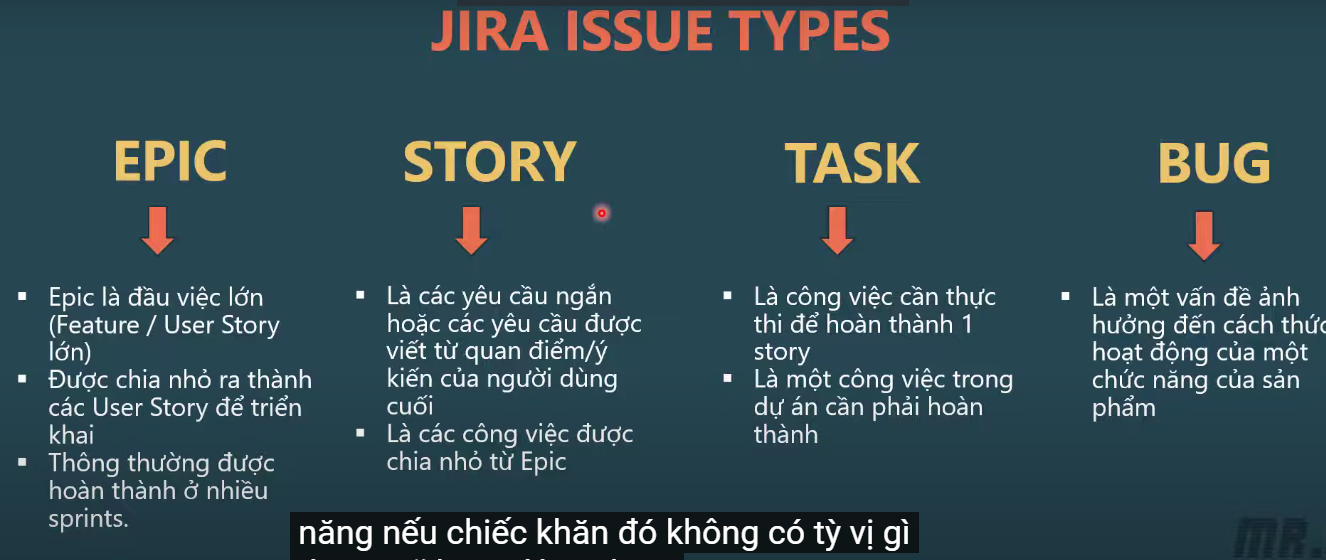 JIRA ISSUE TYPES
EPIC
▪ Epic là đầu việc lớn
(Feature / User Story
lớn)
▪ Được chia nhỏ ra thành
các User Story để triển
khai
▪ Thông thường được
hoàn thành ở nhiều
sprints.
STORY
▪ Là các yêu cầu ngắn
hoặc các yêu cầu được
viết từ quan điểm/ý
kiến của người dùng
cuối
▪ Là các công việc được
chia nhỏ từ Epic
TASK
▪ Là công việc cần thực
thi để hoàn thành 1
story
▪ Là một công việc trong
dự án cần phải hoàn
thành
BUG
▪ Là một vấn đề ảnh
hưởng đến cách thức
hoạt động của một
chức năng của sản
phẩm
năng nếu chiếc khăn đó không có tỳ vị gì
MR.